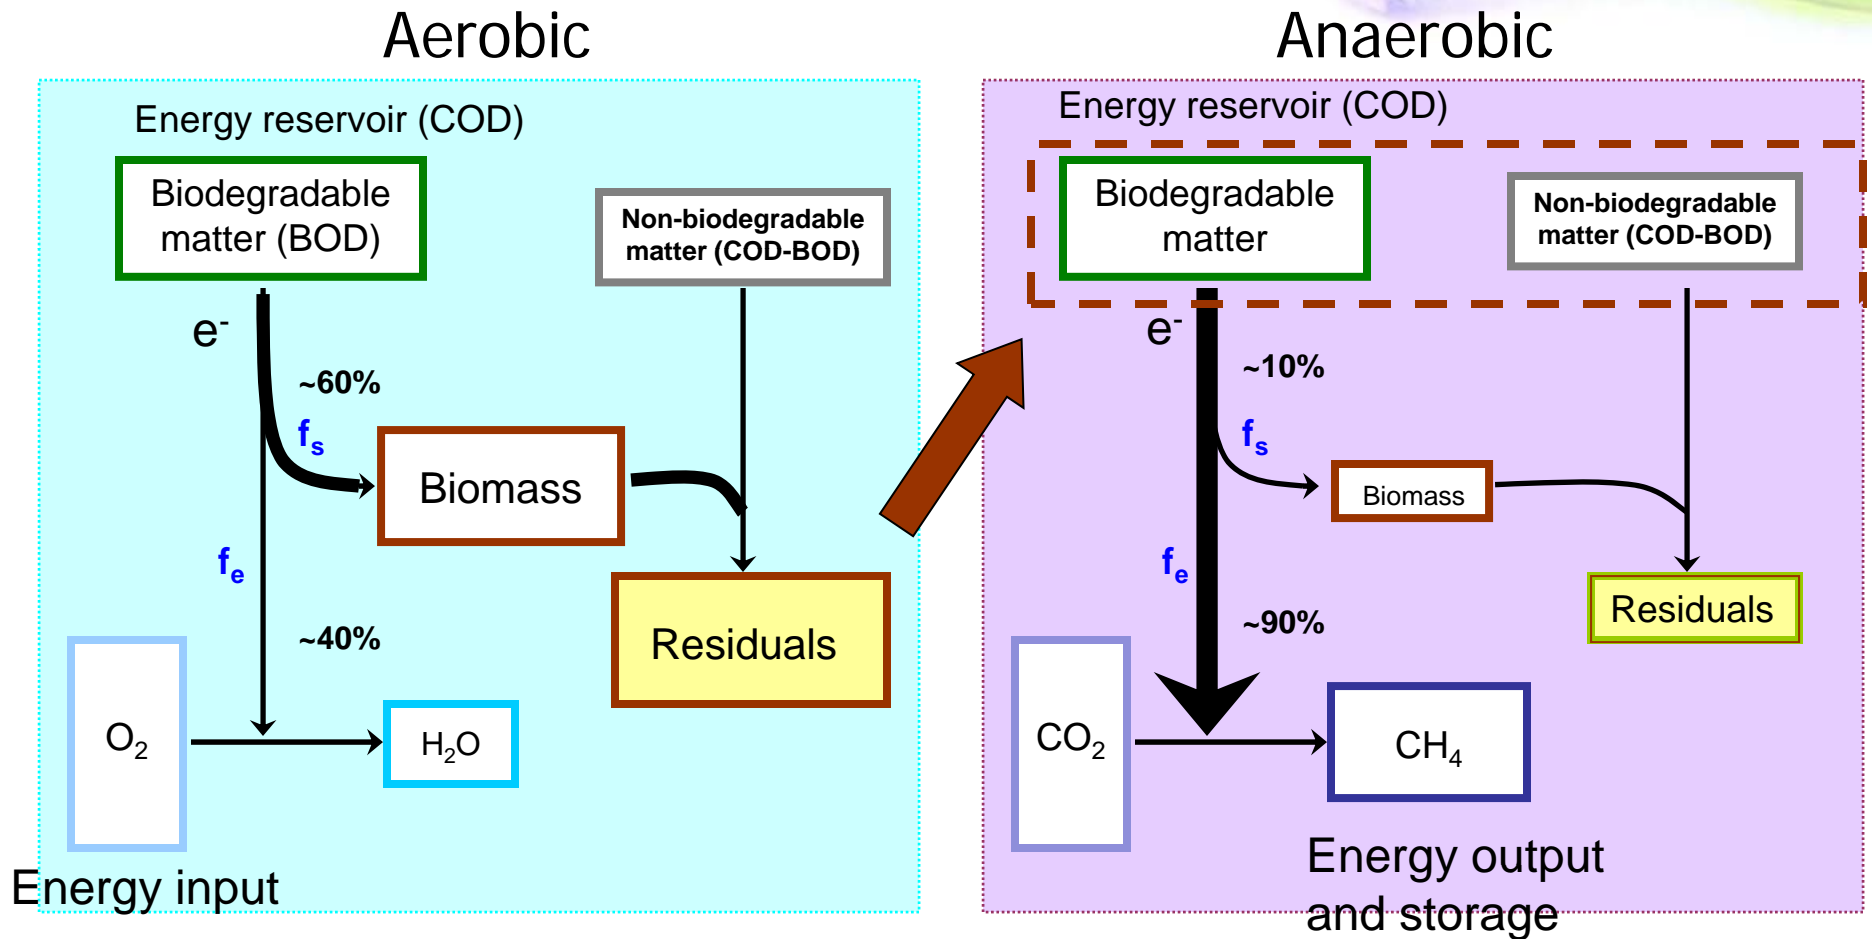 Aerobic
Energy reservoir (COD)
Biodegradable
matter (BOD)
Non-biodegradable
matter (COD-BOD)
e⁻
~60%
fₛ
Biomass
fₑ
~40%
Residuals
O₂
H₂O
Energy input
Anaerobic
Energy reservoir (COD)
Biodegradable
matter
Non-biodegradable
matter (COD-BOD)
e⁻
~10%
fₛ
Biomass
fₑ
~90%
Residuals
CO₂
CH₄
Energy output
and storage